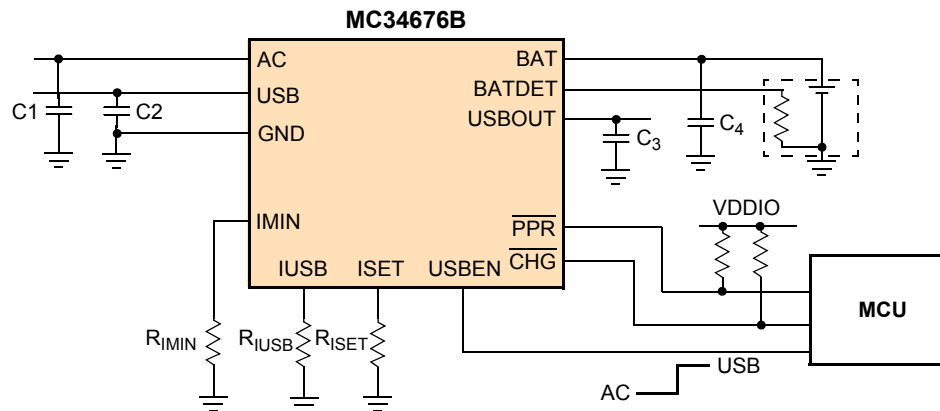 MC34676B
AC
USB
GND
IMIN
IUSB ISET USBEN
BAT
BATDET
USBOUT
PPR
CHG
C1
C2
C3
C4
VDDIO
MCU
RIMIN
RIUSB
RISET
AC
USB